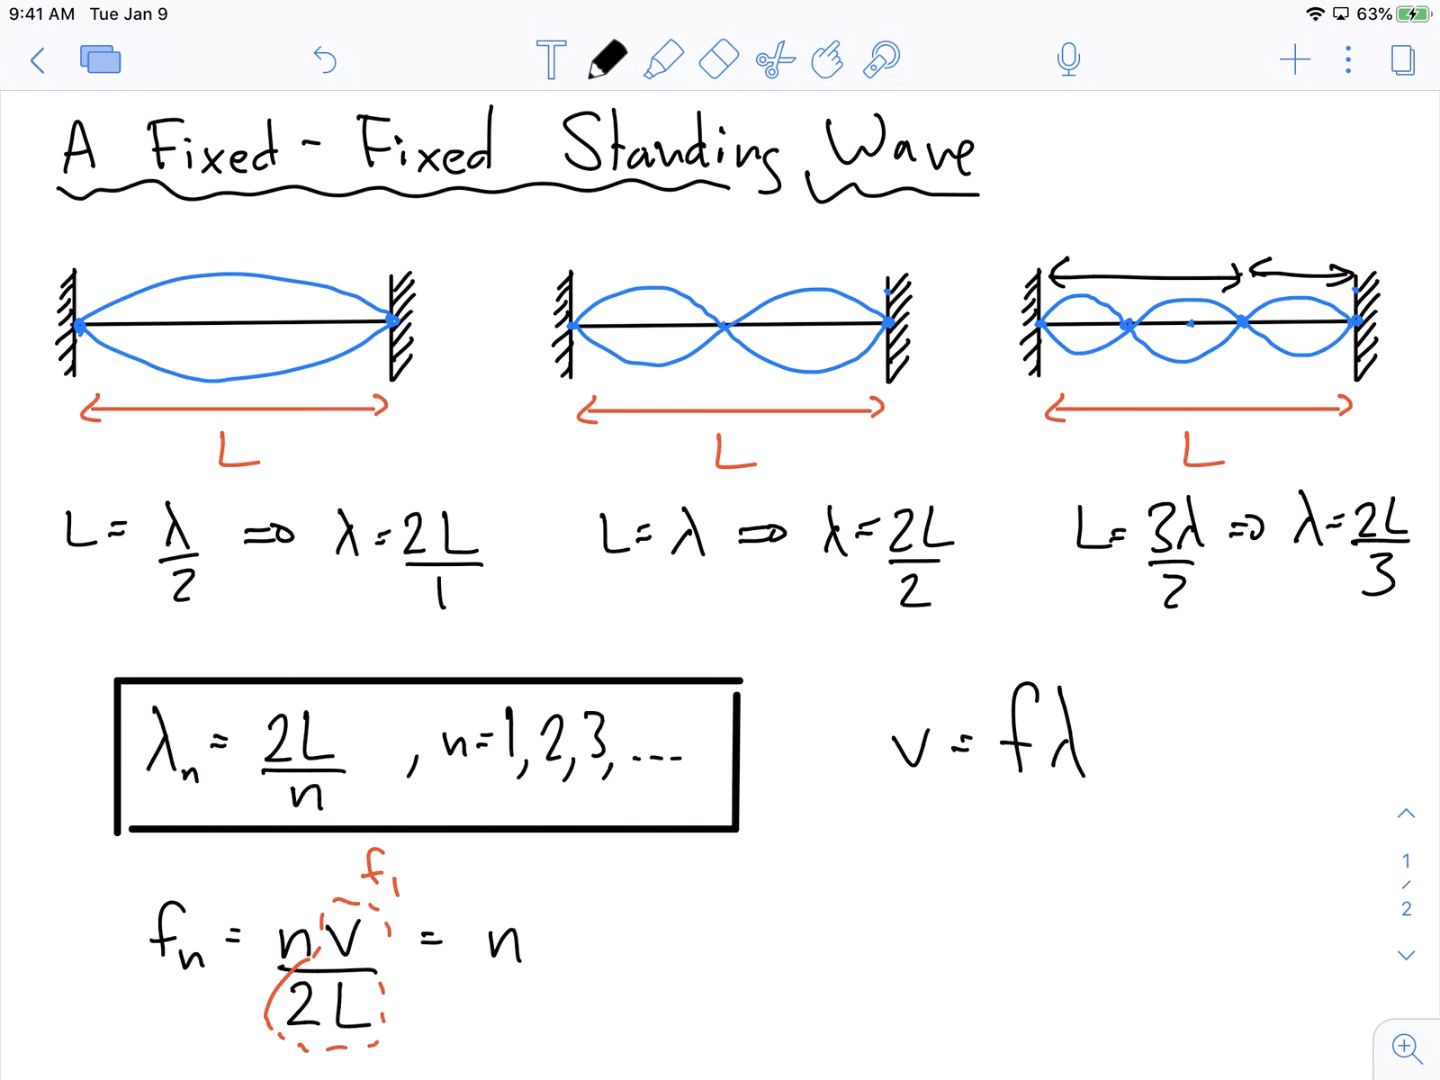 9:41 AM Tue Jan 9 63%
T
A Fixed - Fixed Standing Wave
L L L
L = λ/2 ⇒ λ = 2L/1 L = λ ⇒ λ = 2L/2 L = 3λ/2 ⇒ λ = 2L/3
λn = 2L/n , n=1,2,3,.... v = fλ
f1
fn = nv/2L = n
1/2